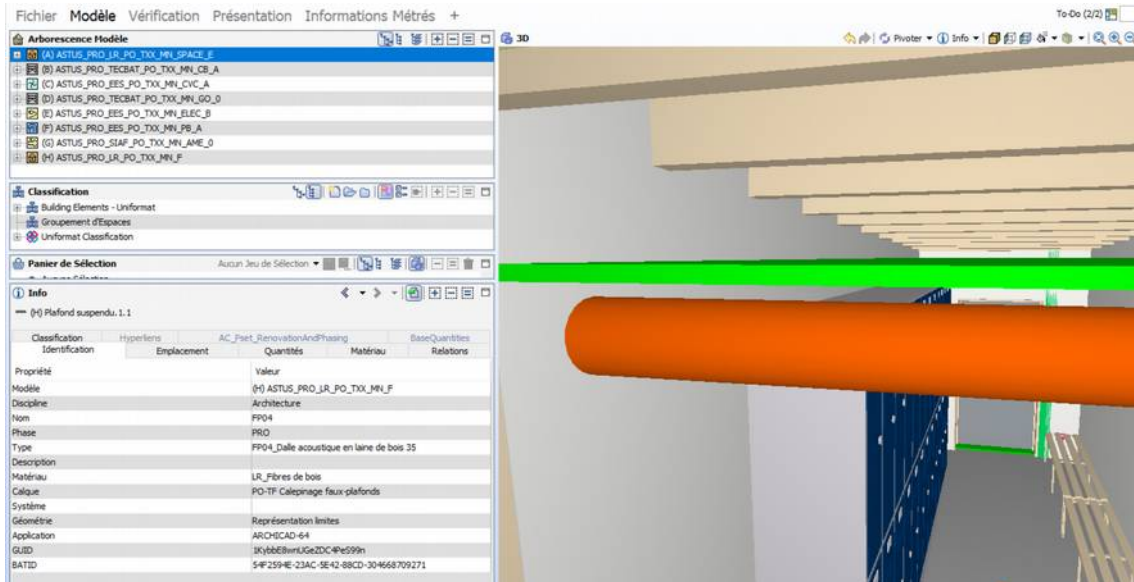 Fichier Modèle Vérification Présentation Informations Métrés +
To-Do (2/2)
Arborescence Modèle
3D
Pivoter Info
(A) ASTUS_PRO_LR_PO_TXX_MN_SPACE_E
(B) ASTUS_PRO_TECBAT_PO_TXX_MN_CB_A
(C) ASTUS_PRO_EES_PO_TXX_MN_CVC_A
(D) ASTUS_PRO_TECBAT_PO_TXX_MN_GO_0
(E) ASTUS_PRO_EES_PO_TXX_MN_ELEC_B
(F) ASTUS_PRO_EES_PO_TXX_MN_PB_A
(G) ASTUS_PRO_SIAF_PO_TXX_MN_AME_0
(H) ASTUS_PRO_LR_PO_TXX_MN_F
Classification
Building Elements - Uniformat
Groupement d'Espaces
Uniformat Classification
Panier de Sélection Aucun Jeu de Sélection
Info
(H) Plafond suspendu.1.1
Classification Hyperliens AC_Pset_RenovationAndPhasing BaseQuantities
Identification Emplacement Quantités Matériau Relations
Propriété Valeur
Modèle (H) ASTUS_PRO_LR_PO_TXX_MN_F
Discipline Architecture
Nom FP04
Phase PRO
Type FP04_Dalle acoustique en laine de bois 35
Description
Matériau LR_Fibres de bois
Calque PO-TF Calepinage faux-plafonds
Système
Géométrie Représentation limites
Application ARCHICAD-64
GUID
BATID 54F2594E-23AC-5E42-88CD-304668709271